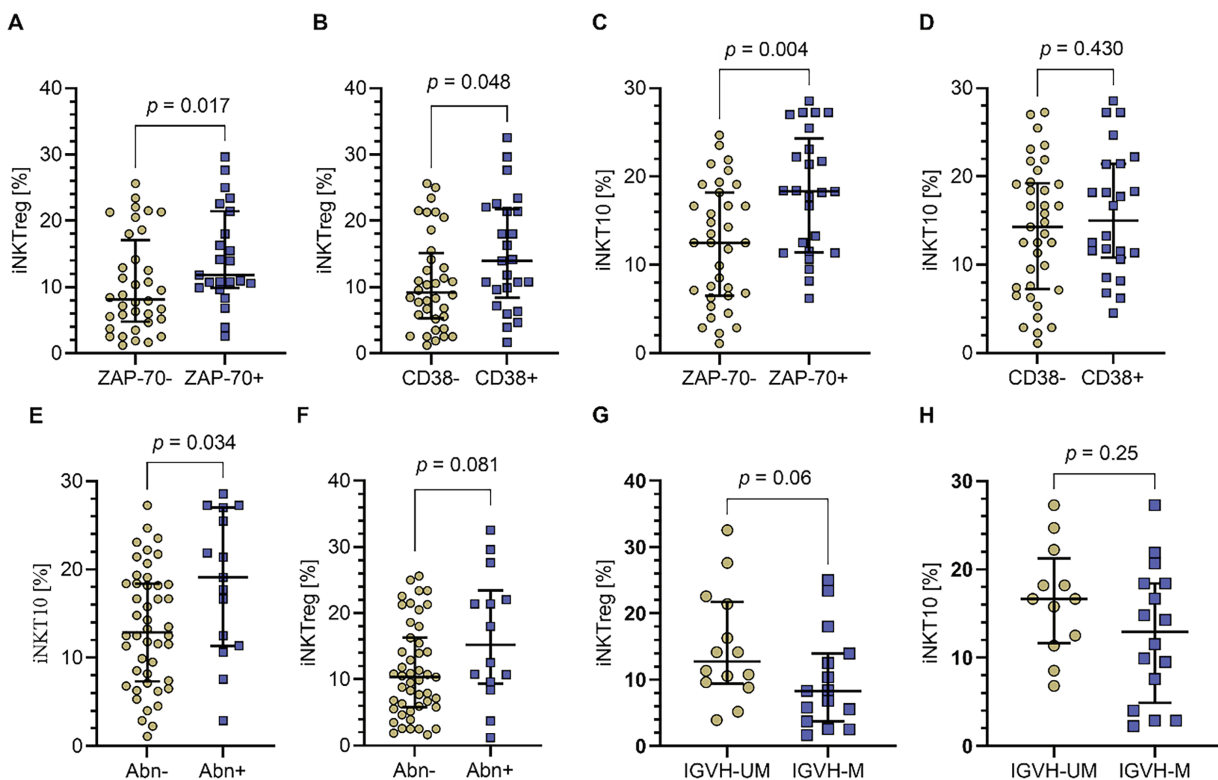 A
B
C
D
p = 0.017
p = 0.048
p = 0.004
p = 0.430
iNKTreg [%]
40
30
20
10
0
ZAP-70-
ZAP-70+
iNKTreg [%]
40
30
20
10
0
CD38-
CD38+
iNKT10 [%]
30
20
10
0
ZAP-70-
ZAP-70+
iNKT10 [%]
30
20
10
0
CD38-
CD38+
E
F
G
H
p = 0.034
p = 0.081
p = 0.06
p = 0.25
iNKT10 [%]
30
20
10
0
Abn-
Abn+
iNKTreg [%]
40
30
20
10
0
Abn-
Abn+
iNKTreg [%]
40
30
20
10
0
IGVH-UM
IGVH-M
iNKT10 [%]
30
20
10
0
IGVH-UM
IGVH-M